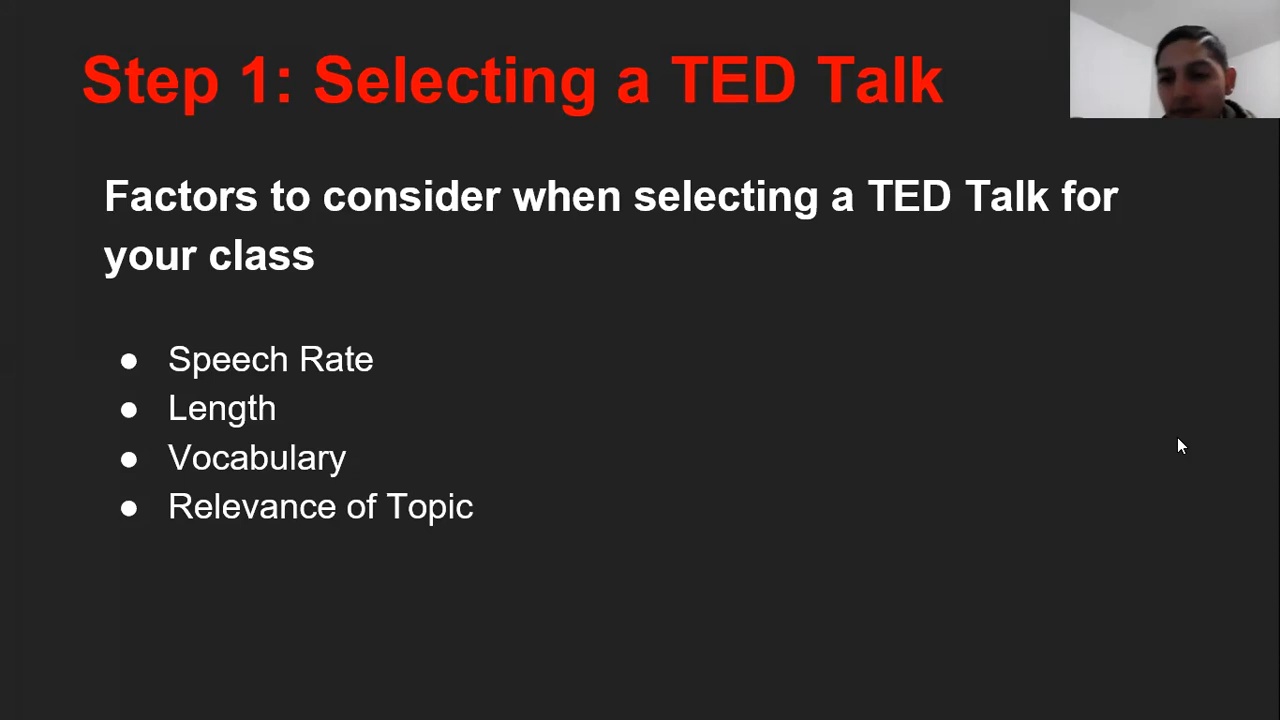 Step 1: Selecting a TED Talk
Factors to consider when selecting a TED Talk for
your class
● Speech Rate
● Length
● Vocabulary
● Relevance of Topic